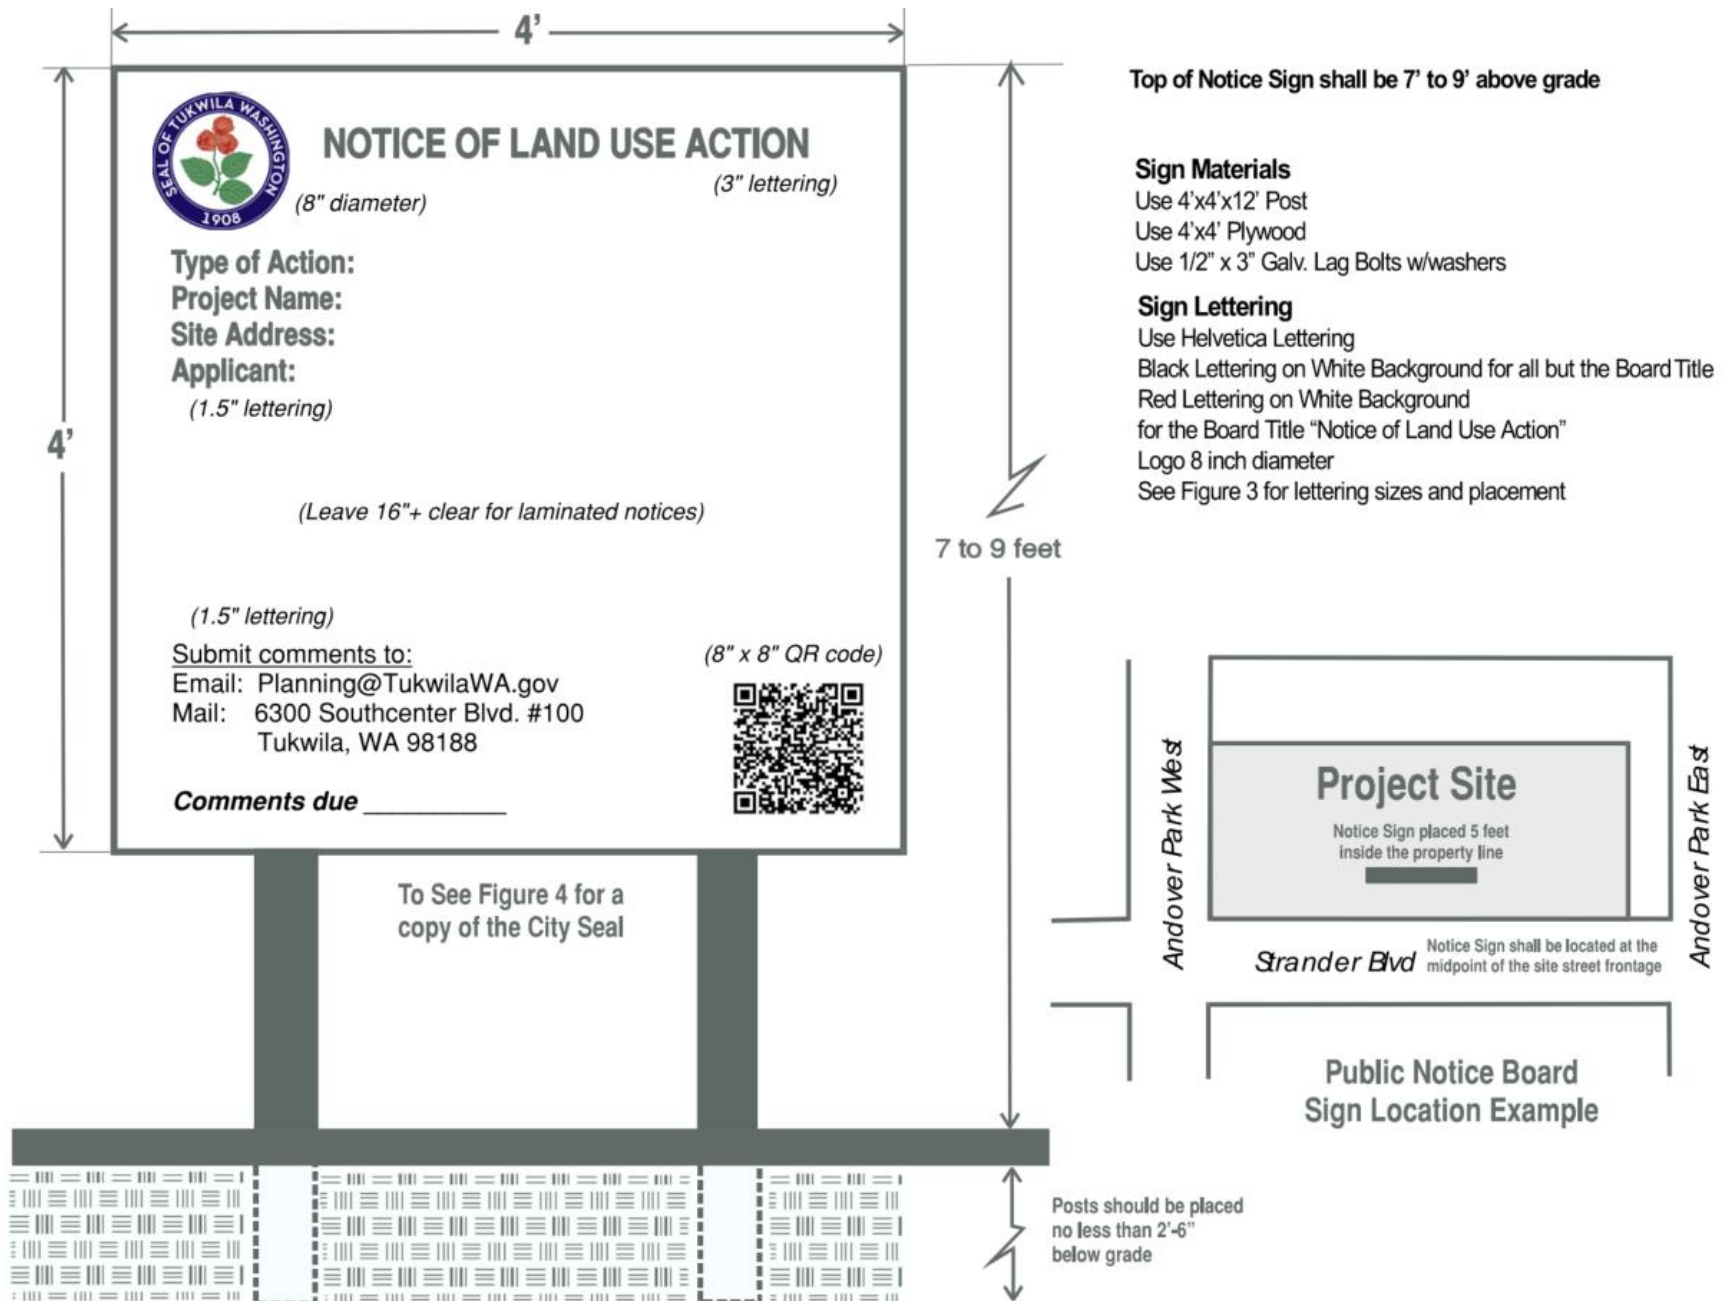 4’
SEAL OF TUKWILA WASHINGTON
1908
NOTICE OF LAND USE ACTION
(3" lettering)
(8" diameter)
Type of Action:
Project Name:
Site Address:
Applicant:
(1.5" lettering)
4’
(Leave 16"+ clear for laminated notices)
(1.5" lettering)
Submit comments to:
(8" x 8" QR code)
Email: Planning@TukwilaWA.gov
Mail: 6300 Southcenter Blvd. #100
Tukwila, WA 98188
Comments due __________
To See Figure 4 for a
copy of the City Seal
7 to 9 feet
Top of Notice Sign shall be 7’ to 9’ above grade
Sign Materials
Use 4’x4’x12’ Post
Use 4’x4’ Plywood
Use 1/2” x 3” Galv. Lag Bolts w/washers
Sign Lettering
Use Helvetica Lettering
Black Lettering on White Background for all but the Board Title
Red Lettering on White Background
for the Board Title “Notice of Land Use Action”
Logo 8 inch diameter
See Figure 3 for lettering sizes and placement
Andover Park West
Project Site
Notice Sign placed 5 feet
inside the property line
Andover Park East
Strander Blvd
Notice Sign shall be located at the
midpoint of the site street frontage
Public Notice Board
Sign Location Example
Posts should be placed
no less than 2’-6”
below grade